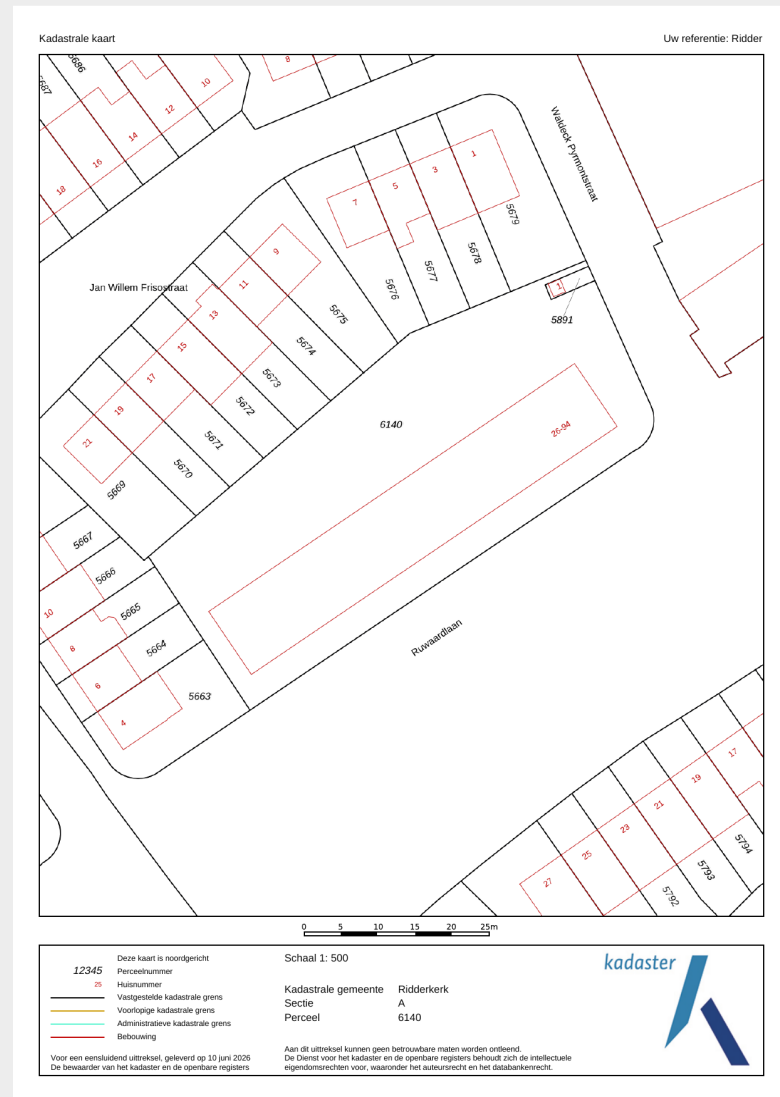 Kadastrale kaart
Uw referentie: Ridder
5686
5687
8
10
12
14
16
18
Waldeck Pyrmontstraat
1
3
5
7
5679
5678
5677
5676
9
11
13
15
17
19
21
Jan Willem Frisostraat
5675
5674
5673
5672
5671
5670
5669
1
5891
6140
26-94
5667
5666
5665
5664
5663
10
8
6
4
Ruwaardlaan
17
19
21
23
25
27
5794
5793
5792
0 5 10 15 20 25m
Deze kaart is noordgericht
12345 Perceelnummer
25 Huisnummer
Vastgestelde kadastrale grens
Voorlopige kadastrale grens
Administratieve kadastrale grens
Bebouwing
Voor een eensluidend uittreksel, geleverd op 10 juni 2026
De bewaarder van het kadaster en de openbare registers
Schaal 1: 500
Kadastrale gemeente Ridderkerk
Sectie A
Perceel 6140
Aan dit uittreksel kunnen geen betrouwbare maten worden ontleend.
De Dienst voor het kadaster en de openbare registers behoudt zich de intellectuele
eigendomsrechten voor, waaronder het auteursrecht en het databankenrecht.
kadaster